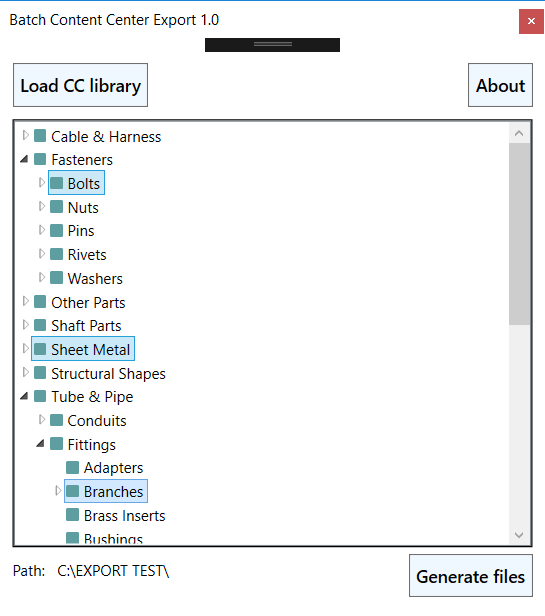 Batch Content Center Export 1.0
Load CC library
About
Cable & Harness
Fasteners
Bolts
Nuts
Pins
Rivets
Washers
Other Parts
Shaft Parts
Sheet Metal
Structural Shapes
Tube & Pipe
Conduits
Fittings
Adapters
Branches
Brass Inserts
Bushings
Path: C:\EXPORT TEST\
Generate files